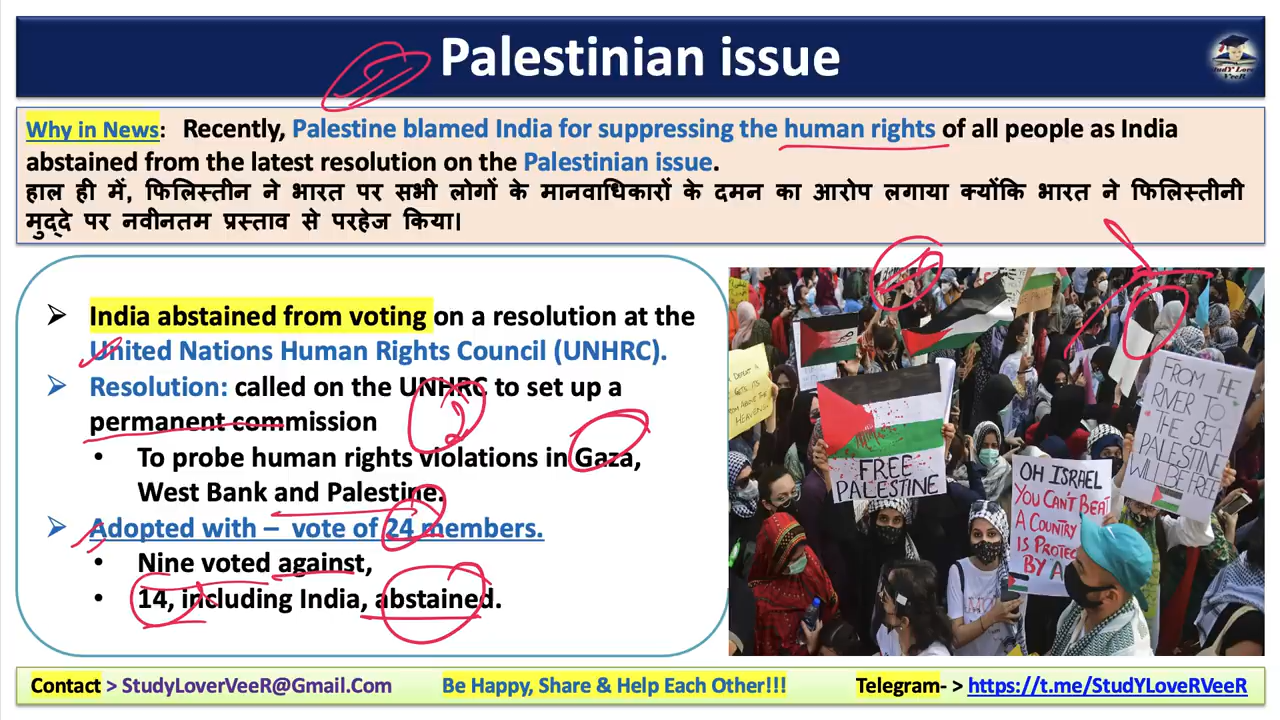 Palestinian issue
StudY Love
VeeR
Why in News: Recently, Palestine blamed India for suppressing the human rights of all people as India
abstained from the latest resolution on the Palestinian issue.
हाल ही में, फिलिस्तीन ने भारत पर सभी लोगों के मानवाधिकारों के दमन का आरोप लगाया क्योंकि भारत ने फिलिस्तीनी
मुद्दे पर नवीनतम प्रस्ताव से परहेज किया।
➢ India abstained from voting on a resolution at the
United Nations Human Rights Council (UNHRC).
➢ Resolution: called on the UNHRC to set up a
permanent commission
• To probe human rights violations in Gaza,
West Bank and Palestine.
➢ Adopted with – vote of 24 members.
• Nine voted against,
• 14, including India, abstained.
2
FREE
PALESTINE
OH ISRAEL
YOU CAN'T BEAT
A COUNTRY
IS PROTEC
BY A
FROM THE
RIVER TO
THE SEA
PALESTINE
WILL BE FREE
Contact > StudyLoverVeeR@Gmail.Com
Be Happy, Share & Help Each Other!!!
Telegram- > https://t.me/StudYLoveRVeeR